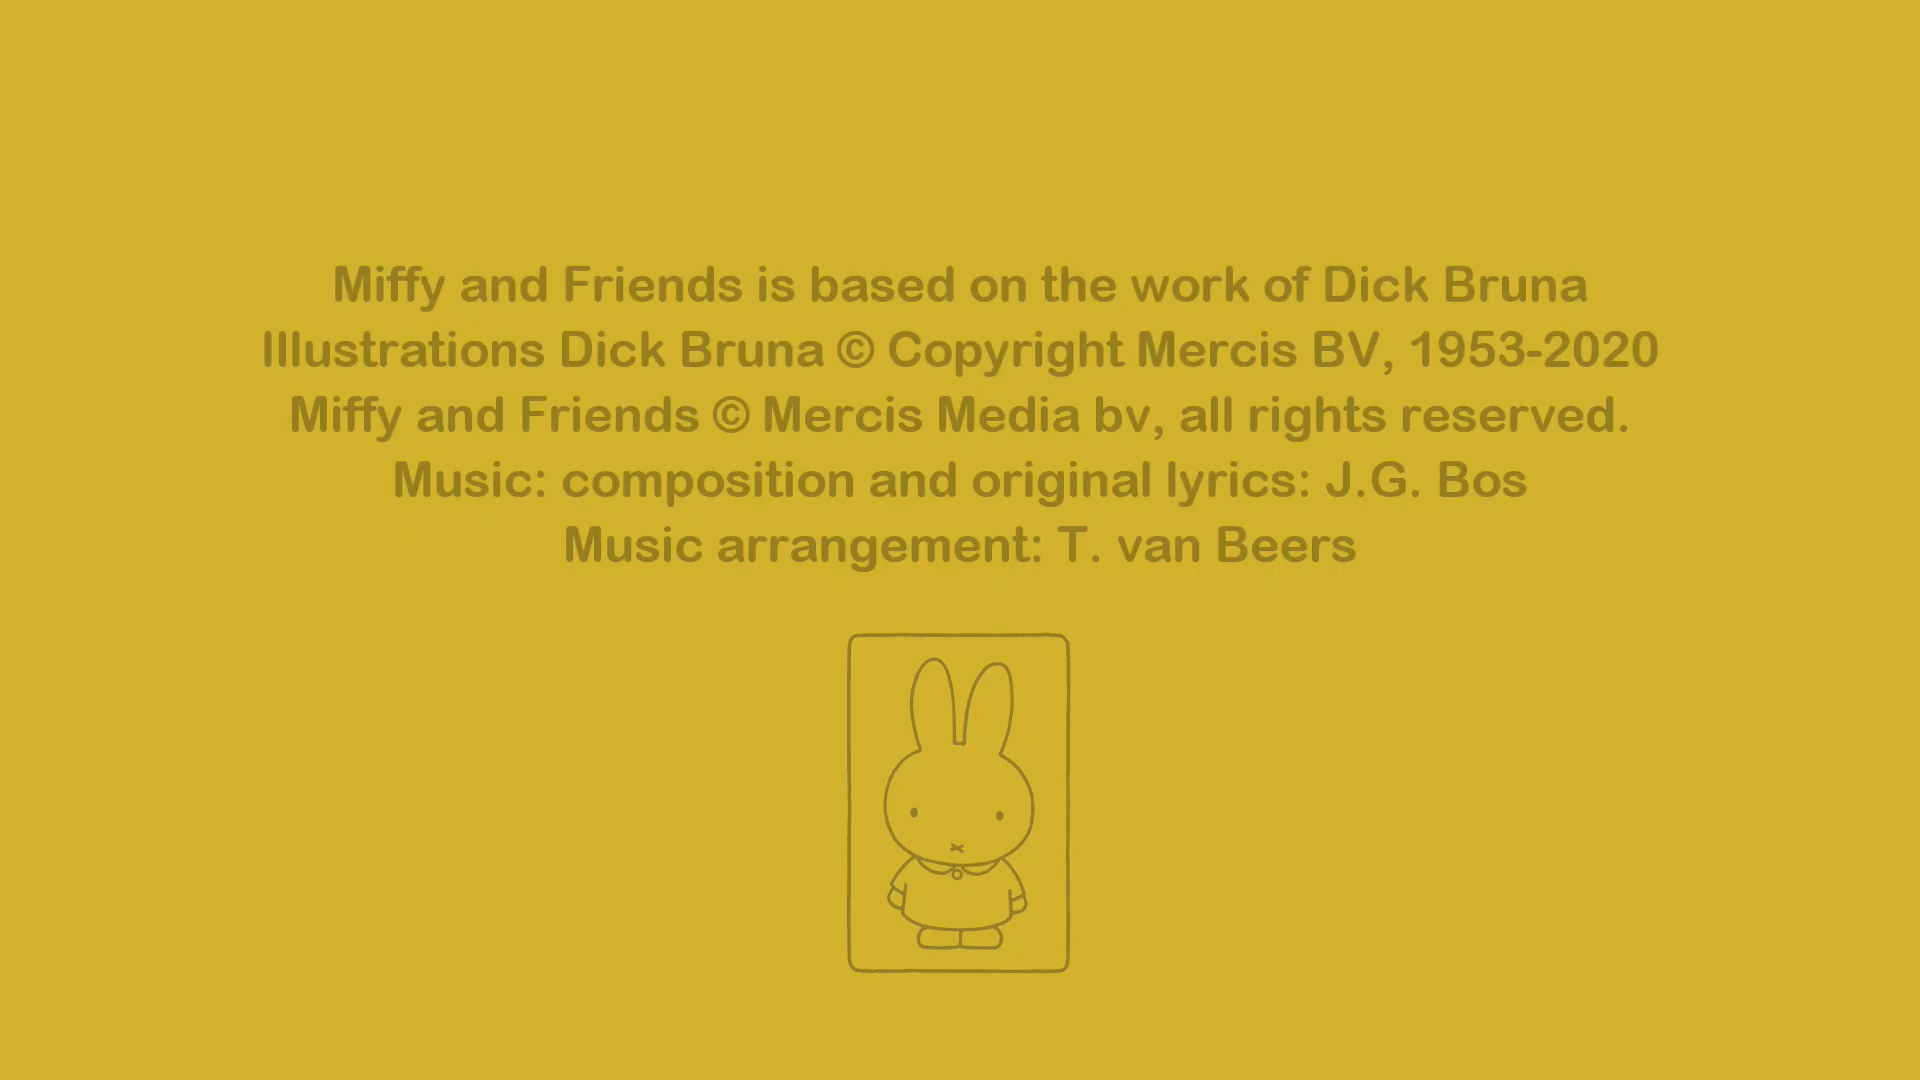 Miffy and Friends is based on the work of Dick Bruna
Illustrations Dick Bruna © Copyright Mercis BV, 1953-2020
Miffy and Friends © Mercis Media bv, all rights reserved.
Music: composition and original lyrics: J.G. Bos
Music arrangement: T. van Beers